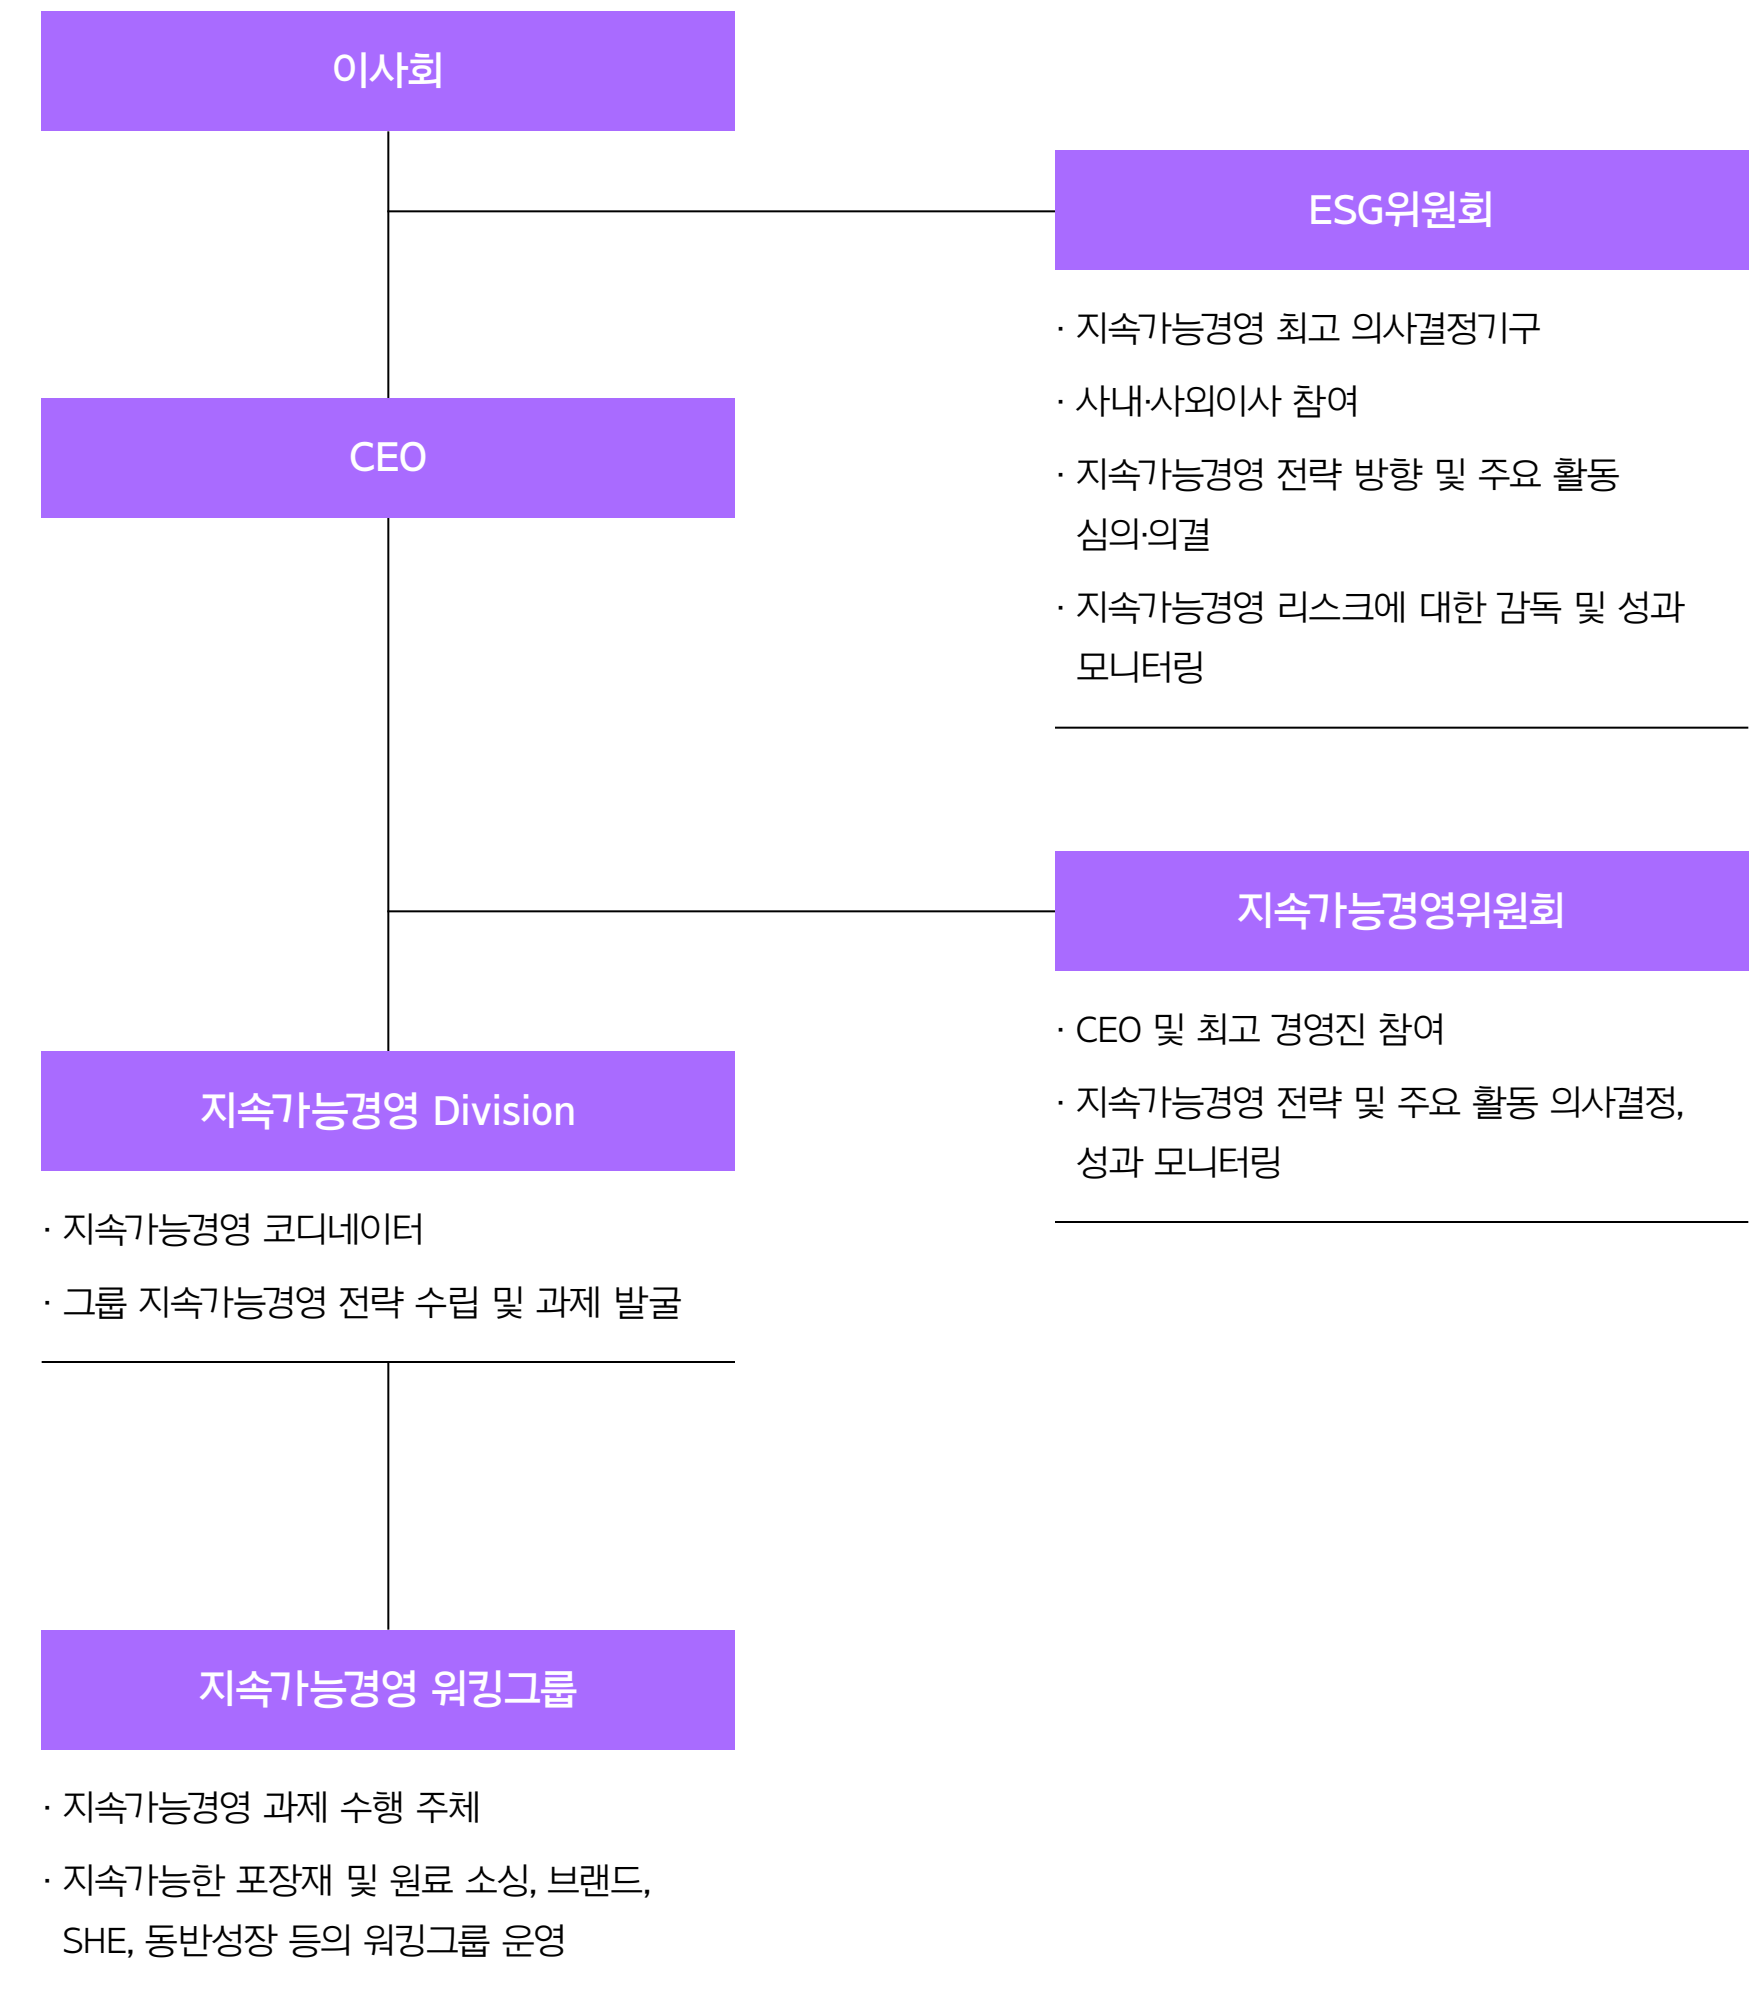 이사회
ESG위원회
· 지속가능경영 최고 의사결정기구
· 사내·사외이사 참여
· 지속가능경영 전략 방향 및 주요 활동
심의·의결
· 지속가능경영 리스크에 대한 감독 및 성과
모니터링
CEO
지속가능경영위원회
· CEO 및 최고 경영진 참여
· 지속가능경영 전략 및 주요 활동 의사결정,
성과 모니터링
지속가능경영 Division
· 지속가능경영 코디네이터
· 그룹 지속가능경영 전략 수립 및 과제 발굴
지속가능경영 워킹그룹
· 지속가능경영 과제 수행 주체
· 지속가능한 포장재 및 원료 소싱, 브랜드,
SHE, 동반성장 등의 워킹그룹 운영